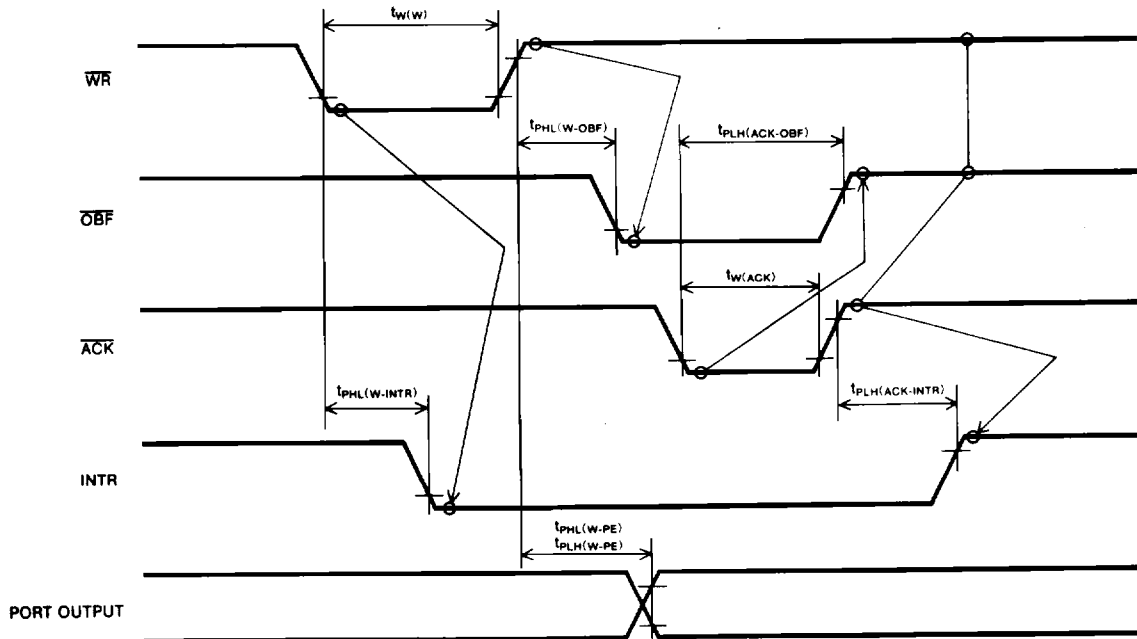 tW(W)
WR
tPHL(W-OBF) tPLH(ACK-OBF)
OBF
tW(ACK)
ACK
tPHL(W-INTR) tPLH(ACK-INTR)
INTR
tPHL(W-PE)
tPLH(W-PE)
PORT OUTPUT